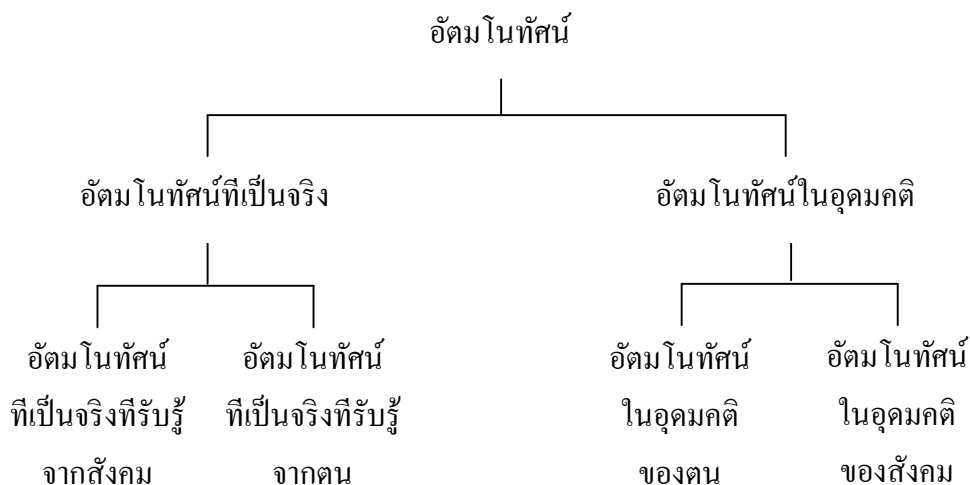 อัตมโนทัศน์
อัตมโนทัศน์ทีเป็นจริง
อัตมโนทัศน์ในอุดมคติ
อัตมโนทัศน์
ทีเป็นจริงทีรับรู้
จากสังคม
อัตมโนทัศน์
ทีเป็นจริงทีรับรู้
จากตน
อัตมโนทัศน์
ในอุดมคติ
ของตน
อัตมโนทัศน์
ในอุดมคติ
ของสังคม